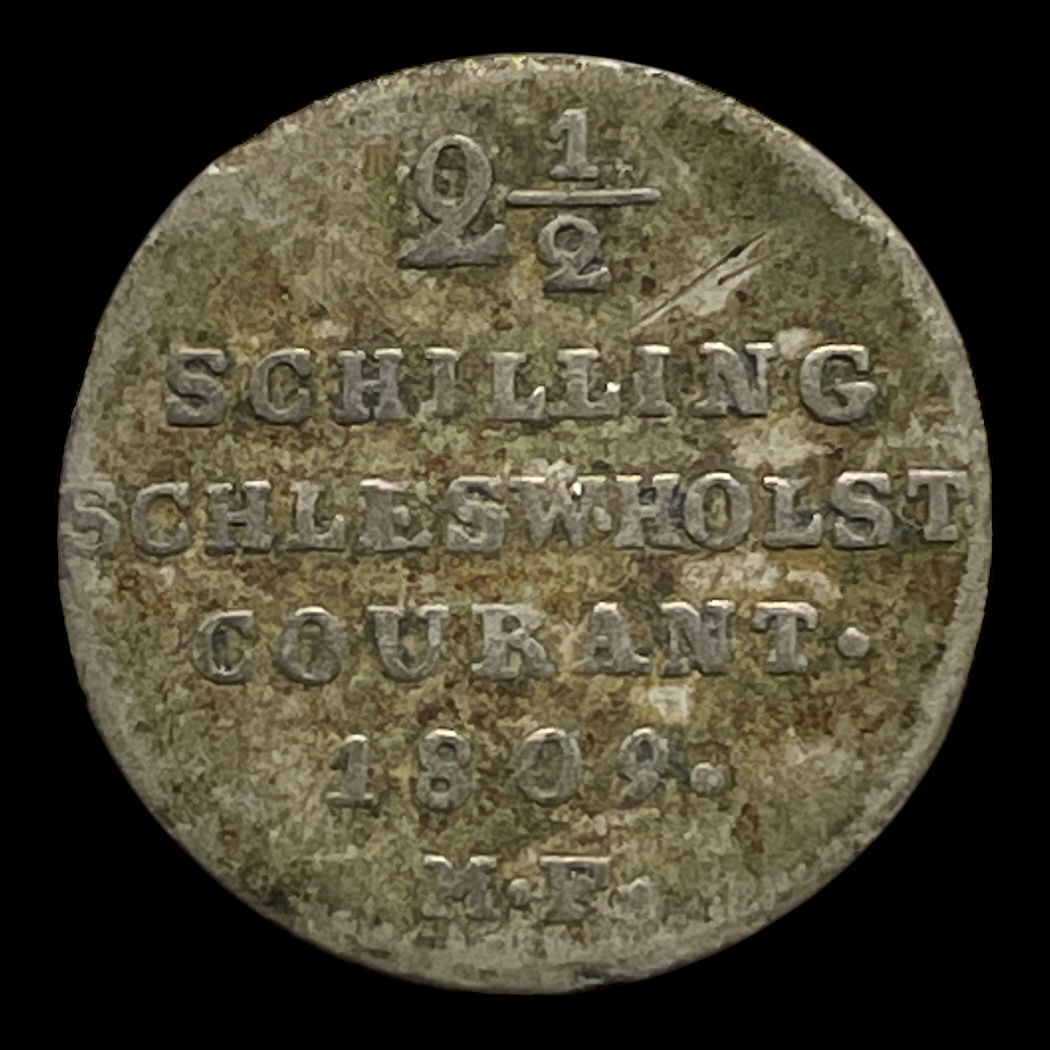 2 1/2
SCHILLING
SCHLESW·HOLST
COURANT·
1809.
M·F·